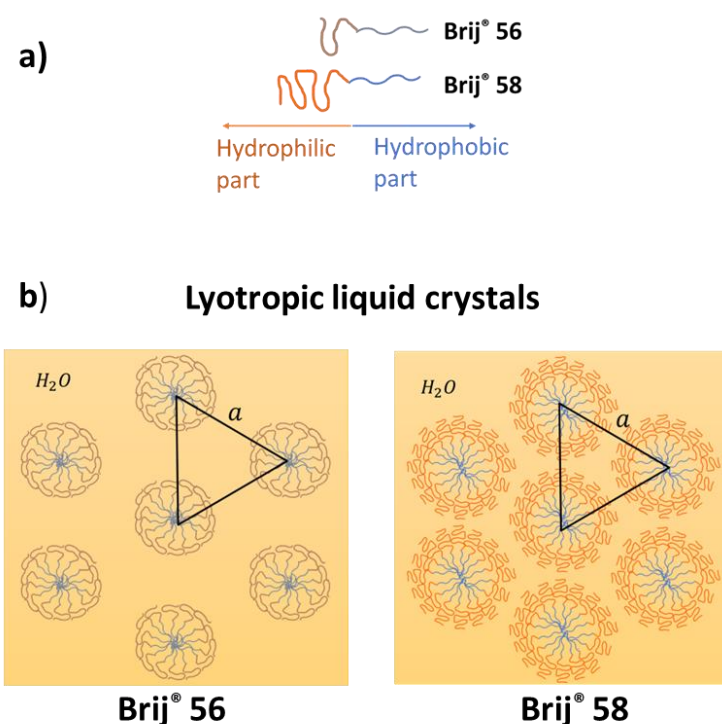 a)
Brij® 56
Brij® 58
Hydrophilic part
Hydrophobic part
b)
Lyotropic liquid crystals
H₂O
a
H₂O
a
Brij® 56
Brij® 58